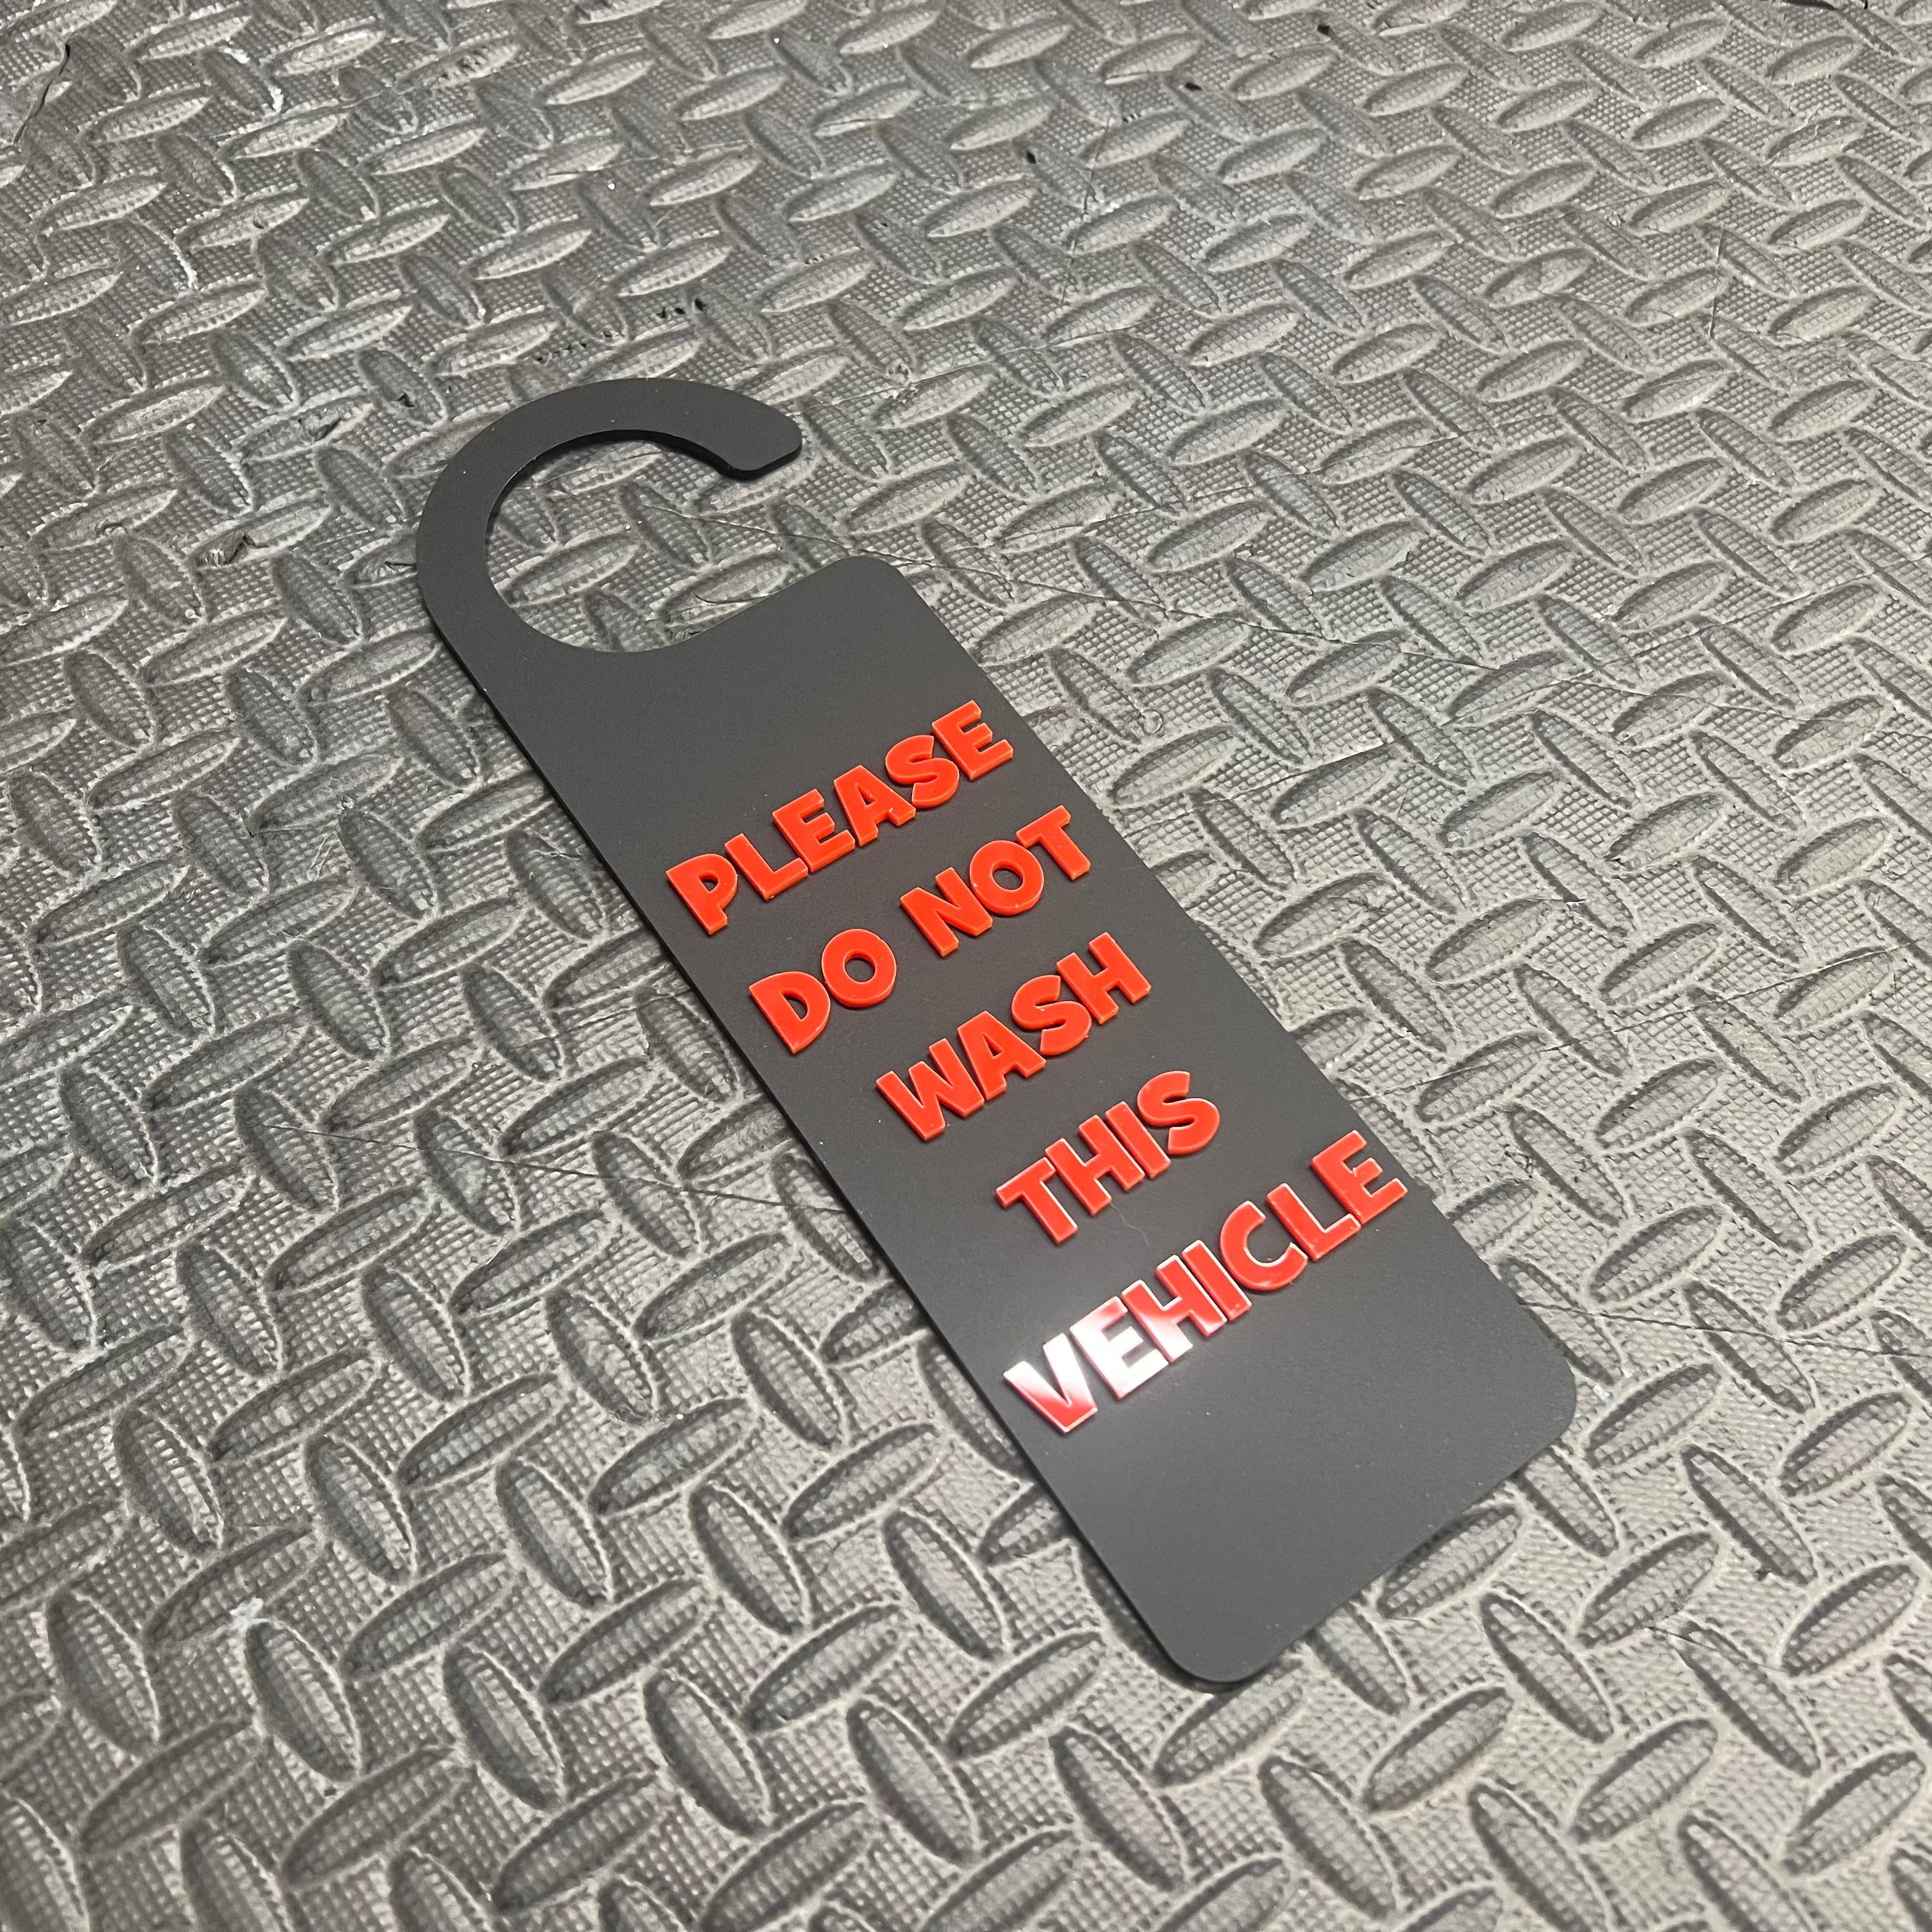 PLEASE
DO NOT
WASH
THIS
VEHICLE